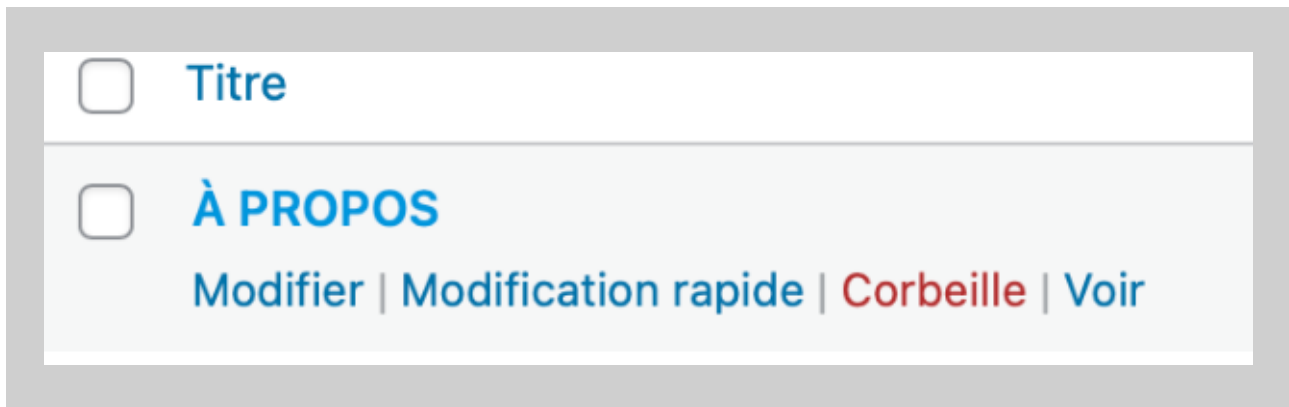 Titre
À PROPOS
Modifier | Modification rapide | Corbeille | Voir